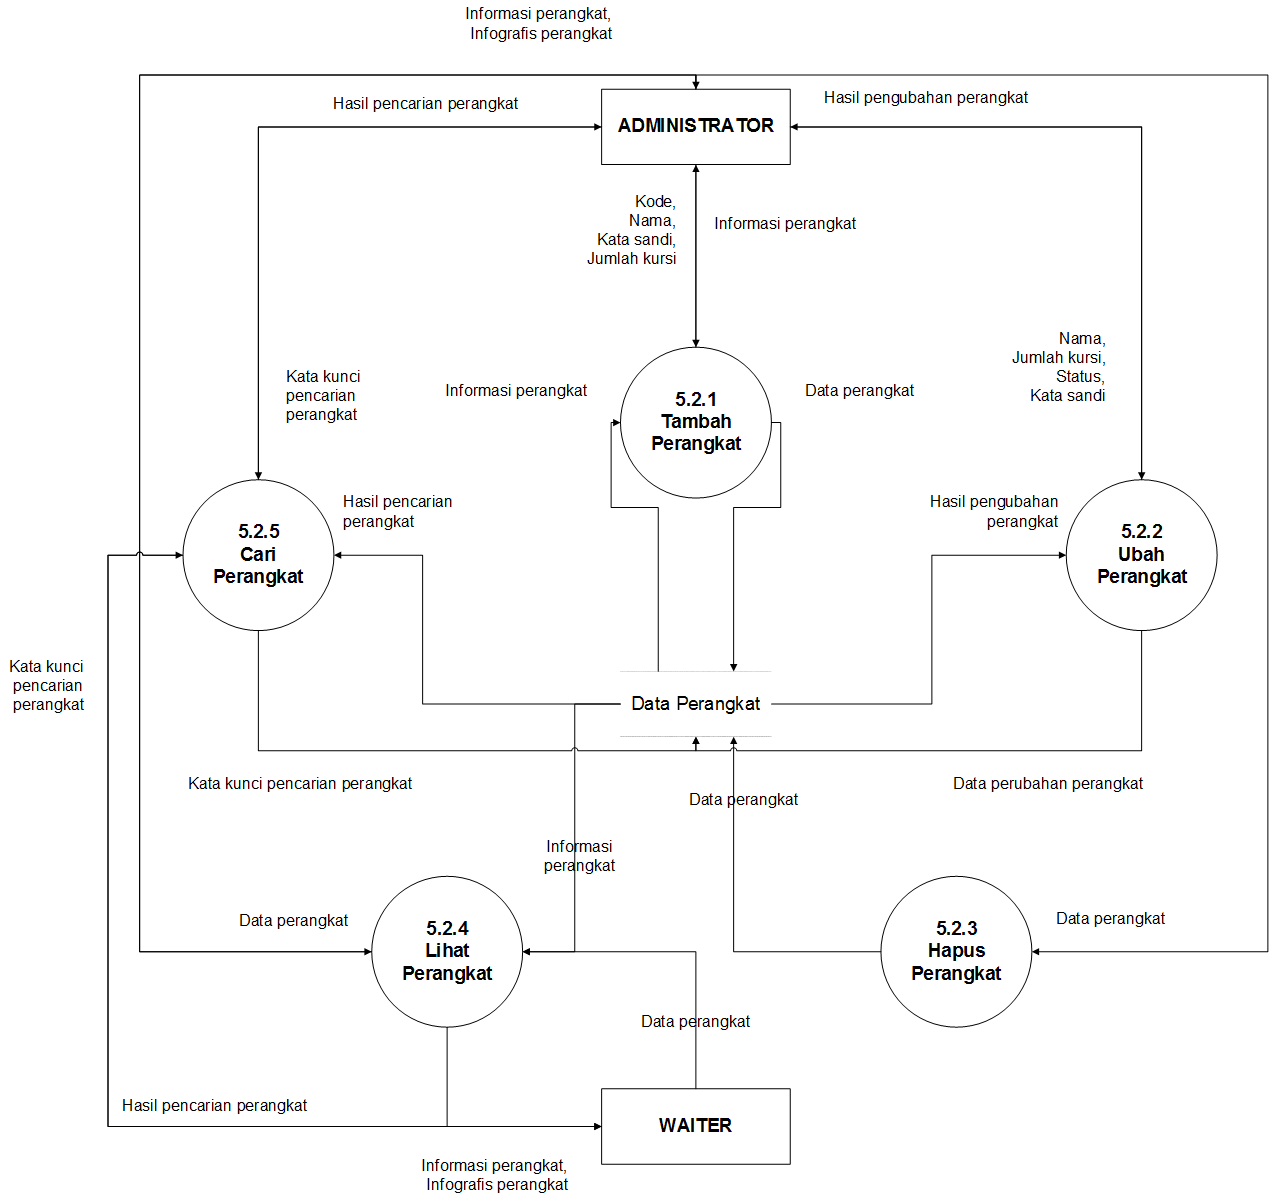 Informasi perangkat,
Infografis perangkat
Hasil pencarian perangkat
Hasil pengubahan perangkat
ADMINISTRATOR
Kode,
Nama,
Kata sandi,
Jumlah kursi
Informasi perangkat
Nama,
Jumlah kursi,
Status,
Kata sandi
Kata kunci
pencarian
perangkat
Informasi perangkat
5.2.1
Tambah
Perangkat
Data perangkat
5.2.5
Cari
Perangkat
Hasil pencarian
perangkat
Hasil pengubahan
perangkat
5.2.2
Ubah
Perangkat
Kata kunci
pencarian
perangkat
Data Perangkat
Kata kunci pencarian perangkat
Data perangkat
Data perubahan perangkat
Informasi
perangkat
Data perangkat
5.2.4
Lihat
Perangkat
5.2.3
Hapus
Perangkat
Data perangkat
Data perangkat
Hasil pencarian perangkat
WAITER
Informasi perangkat,
Infografis perangkat